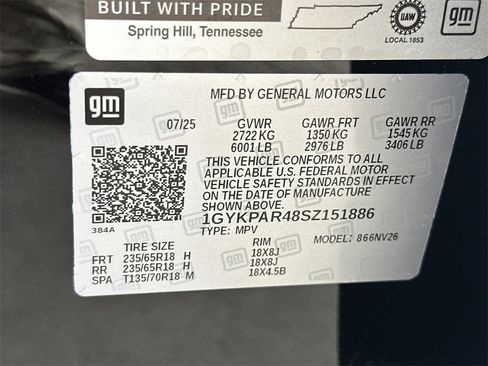 BUILT WITH PRIDE
Spring Hill, Tennessee
UAW
LOCAL 1853
gm
gm
MFD BY GENERAL MOTORS LLC
07/25 GVWR GAWR FRT GAWR RR
2722 KG 1350 KG 1545 KG
6001 LB 2976 LB 3406 LB
THIS VEHICLE CONFORMS TO ALL
APPLICABLE U.S. FEDERAL MOTOR
VEHICLE SAFETY STANDARDS IN EFFECT
ON THE DATE OF MANUFACTURE
SHOWN ABOVE.
384A
1GYKPAR48SZ151886
TYPE: MPV MODEL: 866NV26
TIRE SIZE RIM
FRT 235/65R18 H 18X8J
RR 235/65R18 H 18X8J
SPA T135/70R18 M 18X4.5B